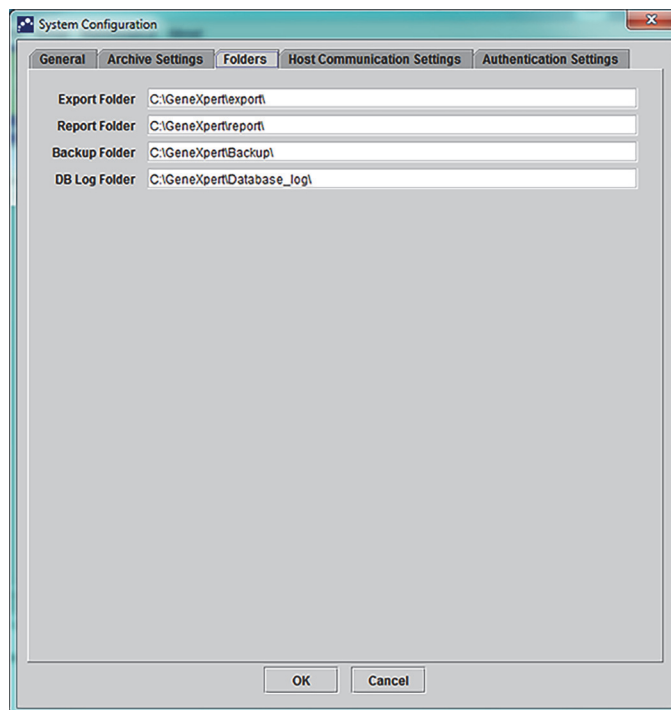 System Configuration
General Archive Settings Folders Host Communication Settings Authentication Settings
Export Folder C:\GeneXpert\export\
Report Folder C:\GeneXpert\report\
Backup Folder C:\GeneXpert\Backup\
DB Log Folder C:\GeneXpert\Database_log\
OK Cancel